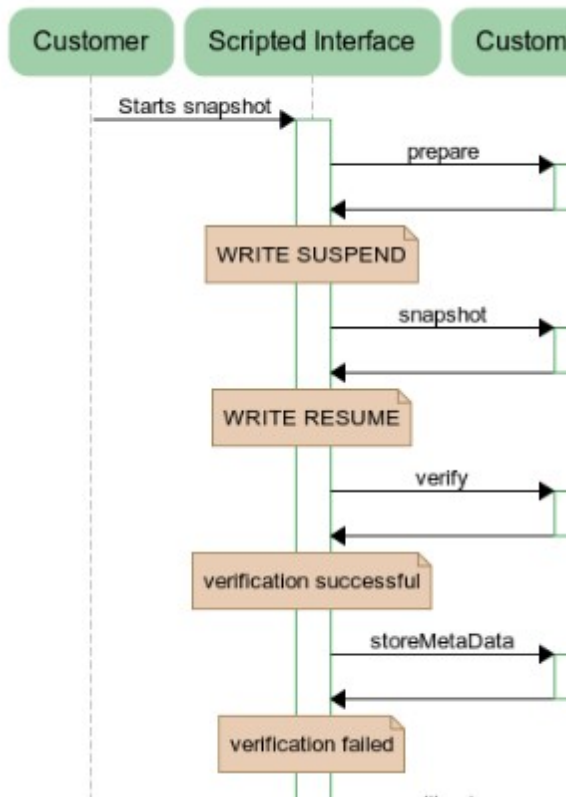 Customer
Scripted Interface
Custom
Starts snapshot
prepare
WRITE SUSPEND
snapshot
WRITE RESUME
verify
verification successful
storeMetaData
verification failed